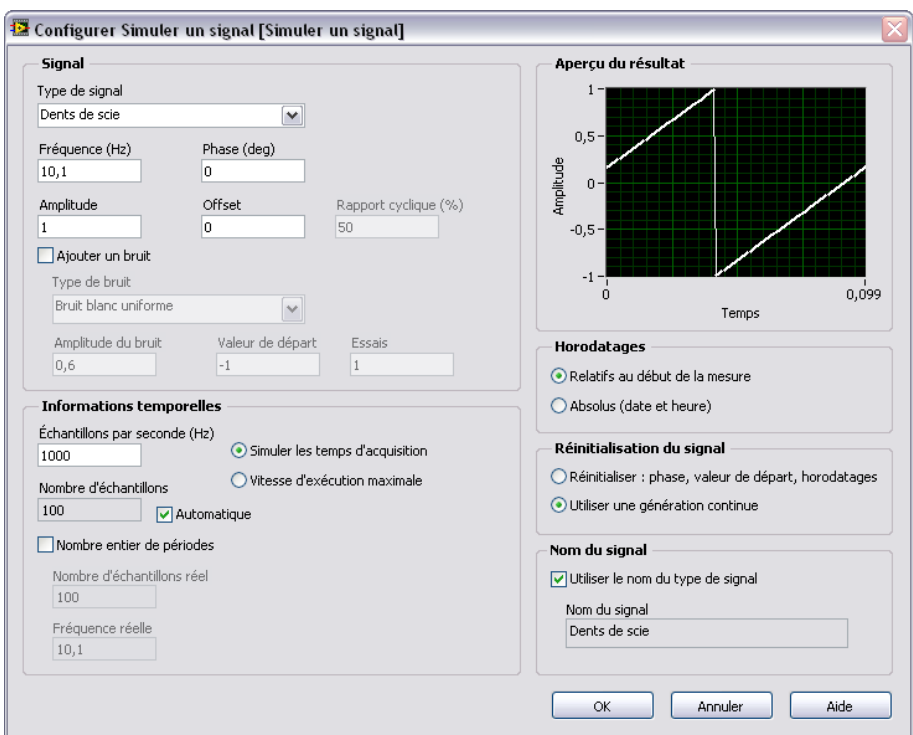 Configurer Simuler un signal [Simuler un signal]
Signal
Type de signal
Dents de scie
Fréquence (Hz) Phase (deg)
10,1 0
Amplitude Offset Rapport cyclique (%)
1 0 50
Ajouter un bruit
Type de bruit
Bruit blanc uniforme
Amplitude du bruit Valeur de départ Essais
0,6 -1 1
Informations temporelles
Échantillons par seconde (Hz)
1000
Simuler les temps d'acquisition
Vitesse d'exécution maximale
Nombre d'échantillons
100 Automatique
Nombre entier de périodes
Nombre d'échantillons réel
100
Fréquence réelle
10,1
Aperçu du résultat
Amplitude
1
0,5
0
-0,5
-1
0 0,099
Temps
Horodatages
Relatifs au début de la mesure
Absolus (date et heure)
Réinitialisation du signal
Réinitialiser : phase, valeur de départ, horodatages
Utiliser une génération continue
Nom du signal
Utiliser le nom du type de signal
Nom du signal
Dents de scie
OK Annuler Aide